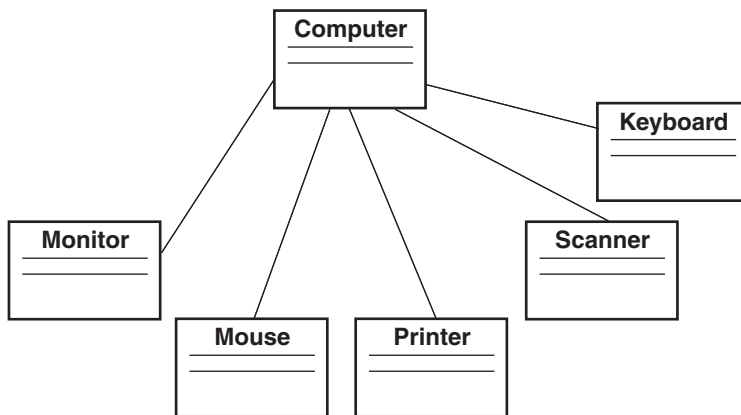 Computer
Keyboard
Monitor
Scanner
Mouse
Printer